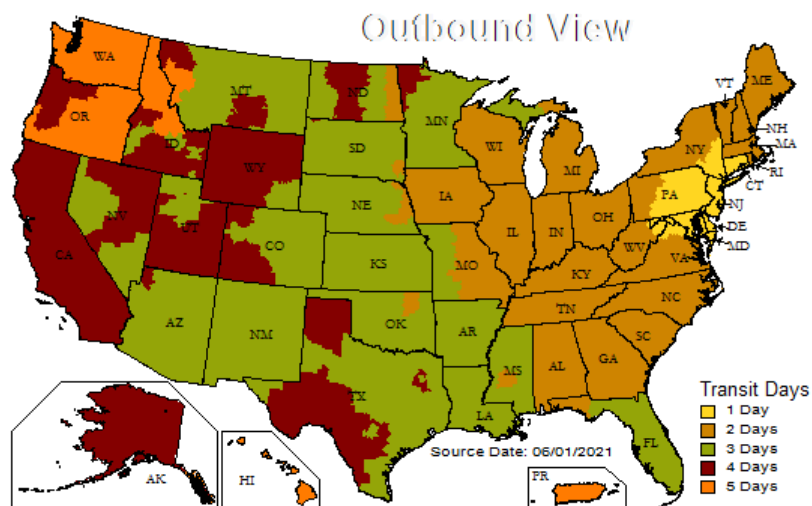 Outbound View
WA
OR
CA
NV
ID
MT
WY
UT
AZ
CO
NM
ND
SD
NE
KS
OK
TX
MN
IA
MO
AR
LA
WI
IL
MS
MI
IN
KY
TN
AL
OH
WV
GA
FL
SC
NC
VA
PA
NY
VT
ME
NH
MA
RI
CT
NJ
DE
MD
AK
HI
PR
Source Date: 06/01/2021
Transit Days
1 Day
2 Days
3 Days
4 Days
5 Days